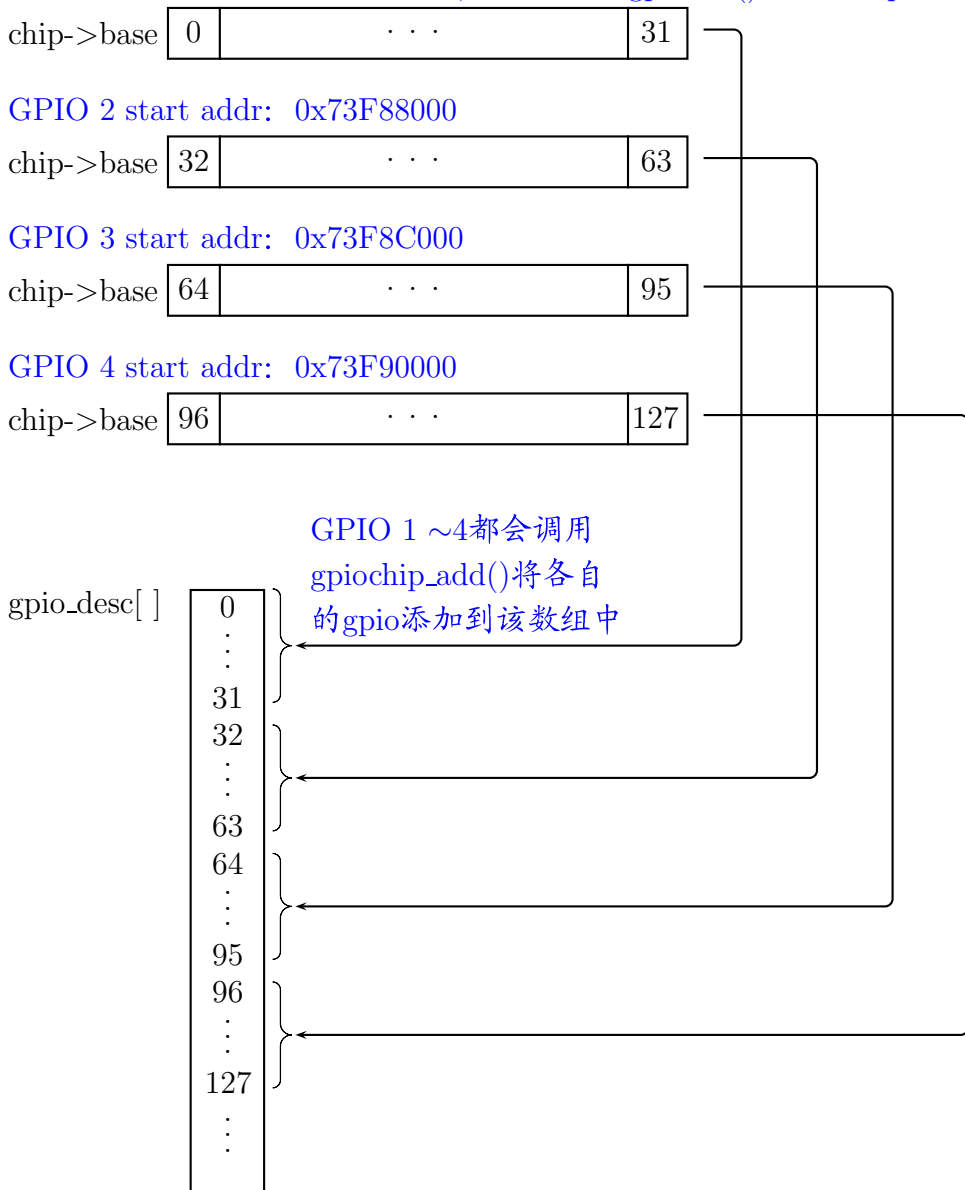 chip->base 0 · · · 31
GPIO 2 start addr: 0x73F88000
chip->base 32 · · · 63
GPIO 3 start addr: 0x73F8C000
chip->base 64 · · · 95
GPIO 4 start addr: 0x73F90000
chip->base 96 · · · 127
GPIO 1 ~4都会调用
gpiochip_add()将各自
的gpio添加到该数组中
gpio_desc[ ]
0
31
32
63
64
95
96
127